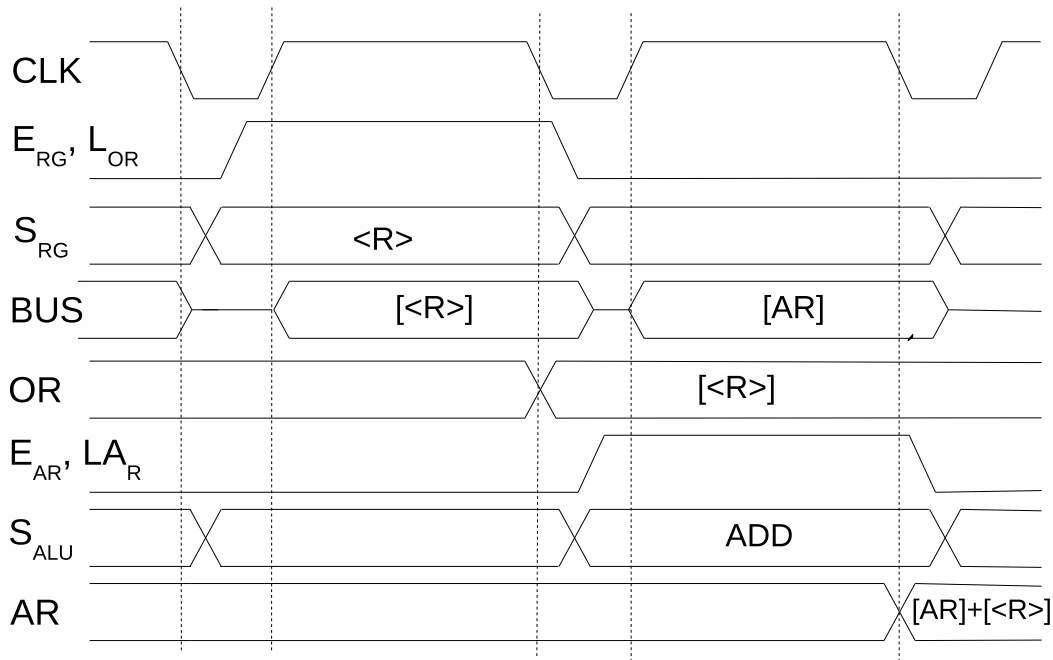 CLK
E_RG, L_OR
S_RG <R>
BUS [<R>] [AR]
OR [<R>]
E_AR, LA_R
S_ALU ADD
AR [AR]+[<R>]